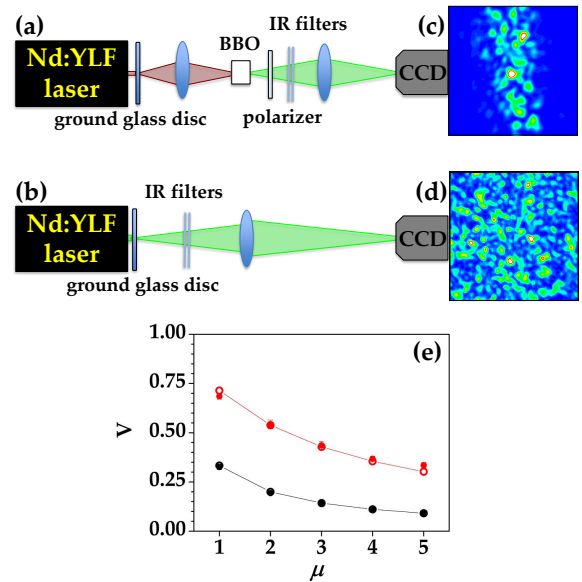 (a)
BBO
(c)
Nd:YLF
laser
CCD
ground glass disc
IR filters
polarizer
(b)
IR filters
(d)
Nd:YLF
laser
CCD
ground glass disc
(e)
1.00
0.75
0.50
0.25
0.00
V
1 2 3 4 5
μ